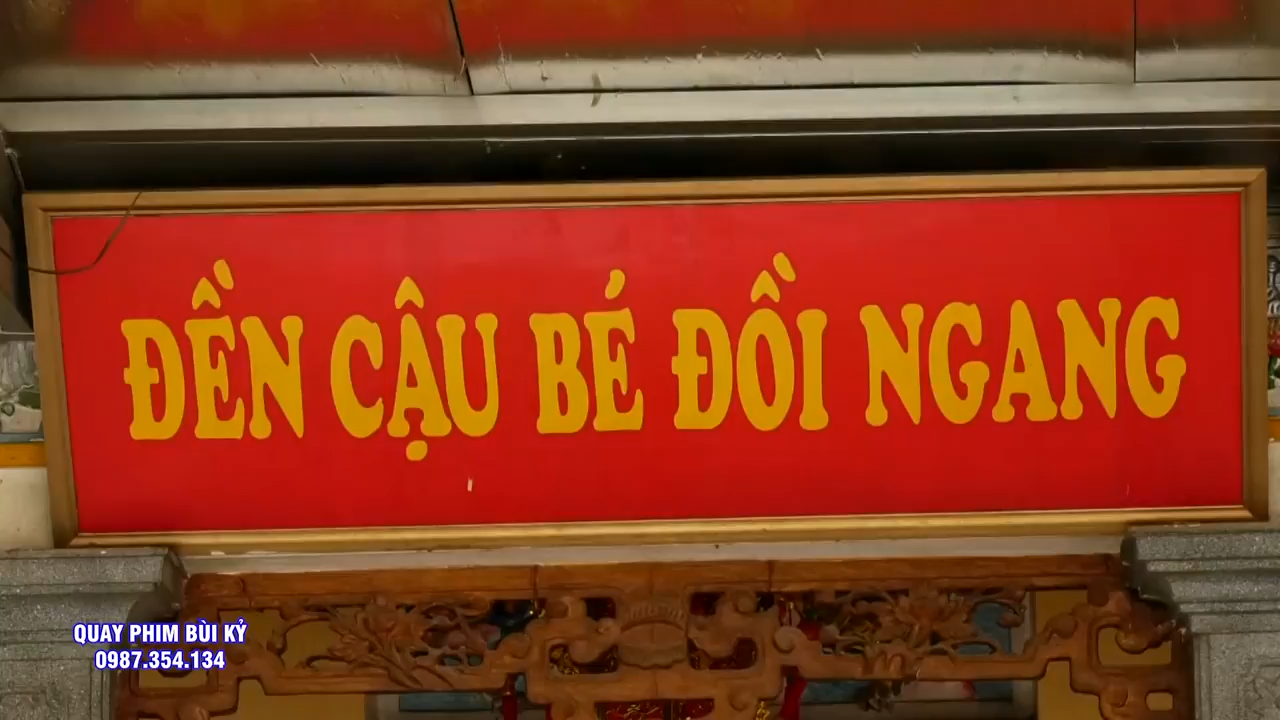 ĐỀN CẬU BÉ ĐỒI NGANG
QUAY PHIM BÙI KỶ
0987.354.134